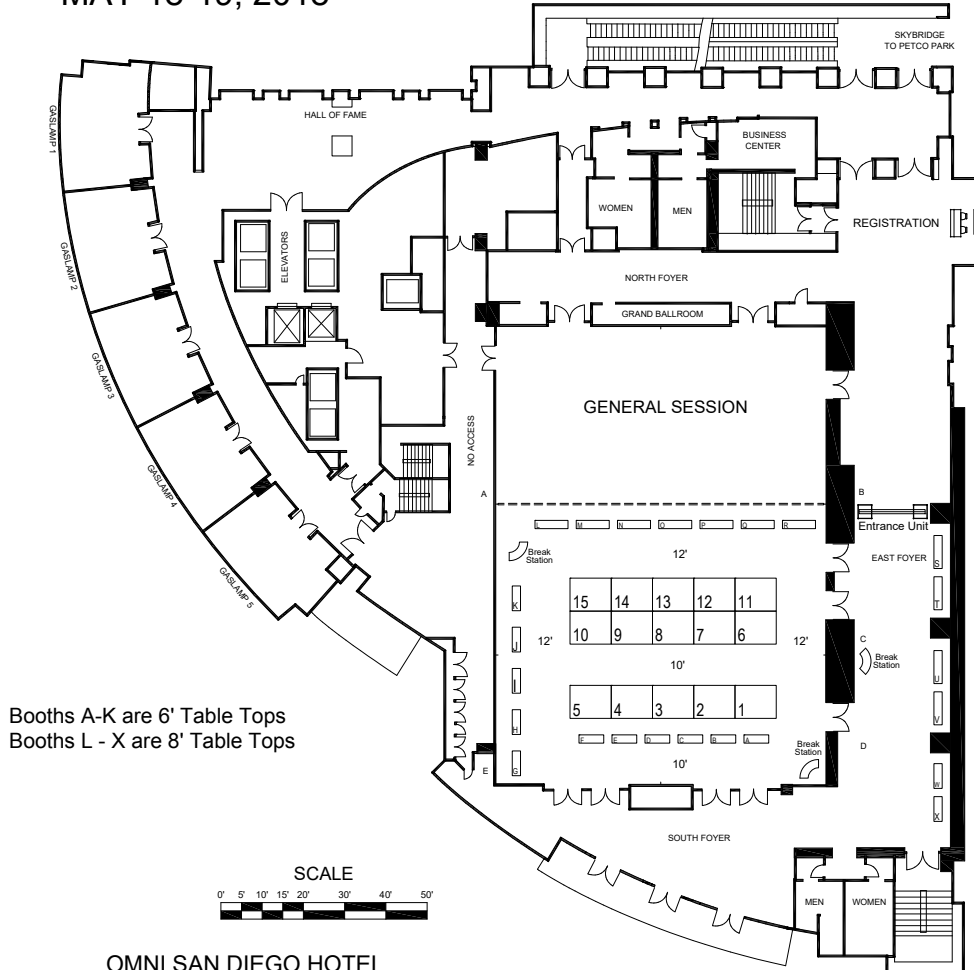 SKYBRIDGE
TO PETCO PARK
HALL OF FAME
BUSINESS
CENTER
GASLAMP 1
WOMEN
MEN
REGISTRATION
ELEVATORS
GASLAMP 2
NORTH FOYER
GRAND BALLROOM
GASLAMP 3
GENERAL SESSION
NO ACCESS
GASLAMP 4
A
B
L
M
N
O
P
Q
R
Entrance Unit
Break
Station
12'
EAST FOYER
S
GASLAMP 5
K
15
14
13
12
11
T
10
9
8
7
6
J
12'
12'
C
Break
Station
10'
I
U
5
4
3
2
1
Booths A-K are 6' Table Tops
Booths L - X are 8' Table Tops
H
V
F
E
D
C
B
A
Break
Station
D
10'
E
G
W
X
SOUTH FOYER
SCALE
0'
5'
10'
15'
20'
30'
40'
50'
MEN
WOMEN